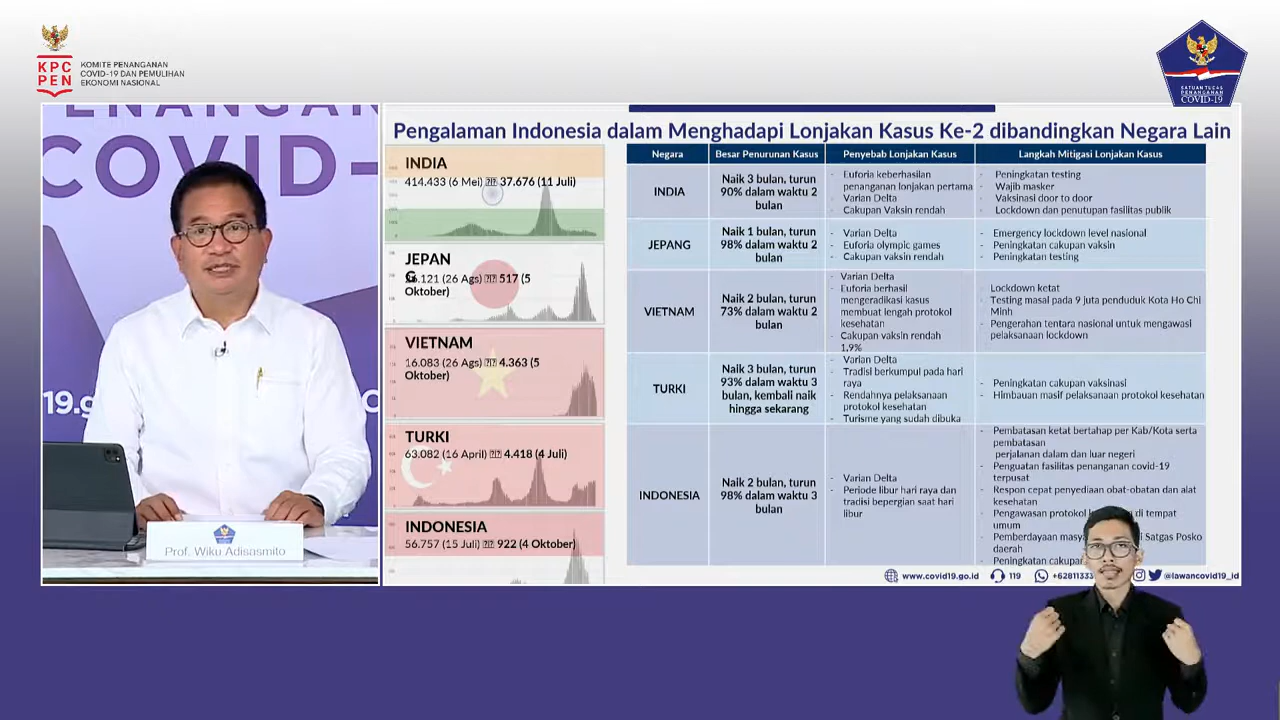 KPC
PEN
KOMITE PENANGANAN
COVID-19 DAN PEMULIHAN
EKONOMI NASIONAL
SATUAN TUGAS
PENANGANAN
COVID-19
ENANGAN
COVID-
19.g
Prof. Wiku Adisasmito
Pengalaman Indonesia dalam Menghadapi Lonjakan Kasus Ke-2 dibandingkan Negara Lain
INDIA
414.433 (6 Mei) 37.676 (11 Juli)
JEPAN
G
.121 (26 Ags) 517 (5
Oktober)
VIETNAM
16.083 (26 Ags) 4.363 (5
Oktober)
TURKI
63.082 (16 April) 4.418 (4 Juli)
INDONESIA
56.757 (15 Juli) 922 (4 Oktober)
Negara
Besar Penurunan Kasus
Penyebab Lonjakan Kasus
Langkah Mitigasi Lonjakan Kasus
INDIA
Naik 3 bulan, turun
90% dalam waktu 2
bulan
- Euforia keberhasilan
penanganan lonjakan pertama
- Varian Delta
- Cakupan Vaksin rendah
- Peningkatan testing
- Wajib masker
- Vaksinasi door to door
- Lockdown dan penutupan fasilitas publik
JEPANG
Naik 1 bulan, turun
98% dalam waktu 2
bulan
- Varian Delta
- Euforia olympic games
- Cakupan vaksin rendah
- Emergency lockdown level nasional
- Peningkatan cakupan vaksin
- Peningkatan testing
VIETNAM
Naik 2 bulan, turun
73% dalam waktu 2
bulan
- Varian Delta
- Euforia berhasil
mengeradikasi kasus
membuat lengah protokol
kesehatan
- Cakupan vaksin rendah
1,9%
- Lockdown ketat
- Testing masal pada 9 juta penduduk Kota Ho Chi
Minh
- Pengerahan tentara nasional untuk mengawasi
pelaksanaan lockdown
TURKI
Naik 3 bulan, turun
93% dalam waktu 3
bulan, kembali naik
hingga sekarang
- Varian Delta
- Tradisi berkumpul pada hari
raya
- Rendahnya pelaksanaan
protokol kesehatan
- Turisme yang sudah dibuka
- Peningkatan cakupan vaksinasi
- Himbauan masif pelaksanaan protokol kesehatan
INDONESIA
Naik 2 bulan, turun
98% dalam waktu 3
bulan
- Varian Delta
- Periode libur hari raya dan
tradisi bepergian saat hari
libur
- Pembatasan ketat bertahap per Kab/Kota serta
pembatasan
perjalanan dalam dan luar negeri
- Penguatan fasilitas penanganan covid-19
terpusat
- Respon cepat penyediaan obat-obatan dan alat
kesehatan
- Pengawasan protokol di tempat
umum
- Pemberdayaan Satgas Posko
daerah
- Peningkatan
www.covid19.go.id
119
+62811333
@lawancovid19_id